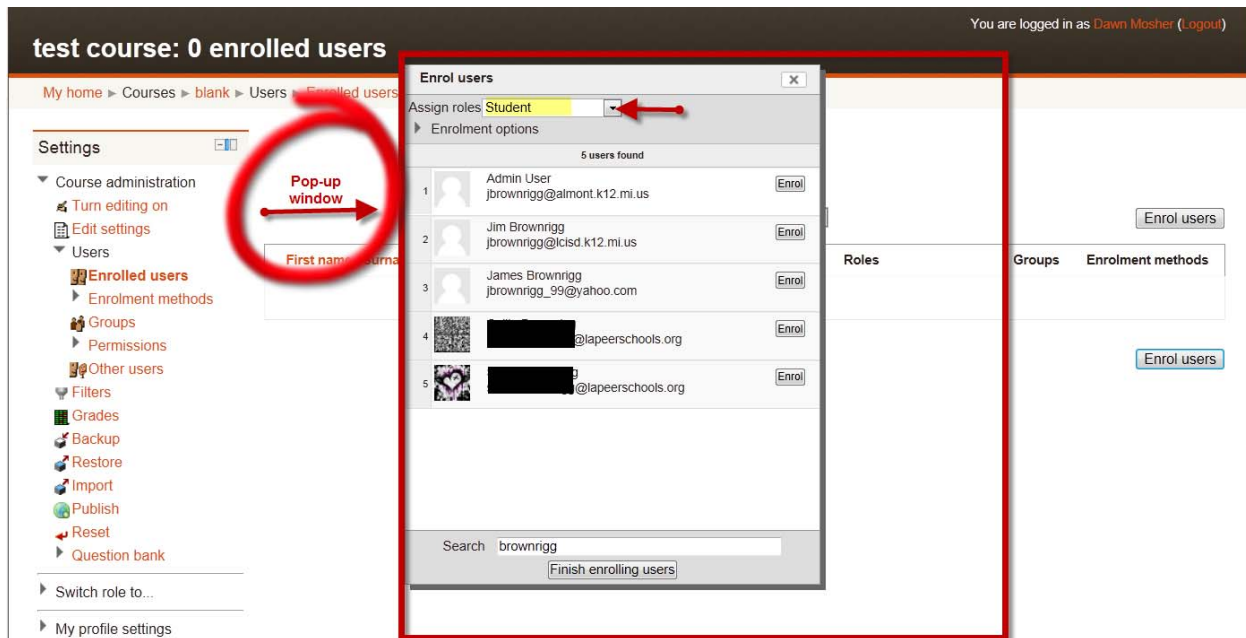 You are logged in as Dawn Mosher (Logout)
test course: 0 enrolled users
My home ► Courses ► blank ► Users ► Enrolled users
Settings
Course administration
Turn editing on
Edit settings
Users
Enrolled users
Enrolment methods
Groups
Permissions
Other users
Filters
Grades
Backup
Restore
Import
Publish
Reset
Question bank
Switch role to...
My profile settings
Pop-up
window
Enrol users
First name
Roles
Groups
Enrolment methods
Enrol users
Enrol users
Assign roles Student
Enrolment options
5 users found
1
Admin User
jbrownrigg@almont.k12.mi.us
Enrol
2
Jim Brownrigg
jbrownrigg@lcisd.k12.mi.us
Enrol
3
James Brownrigg
jbrownrigg_99@yahoo.com
Enrol
4
@lapeerschools.org
Enrol
5
@lapeerschools.org
Enrol
Search brownrigg
Finish enrolling users